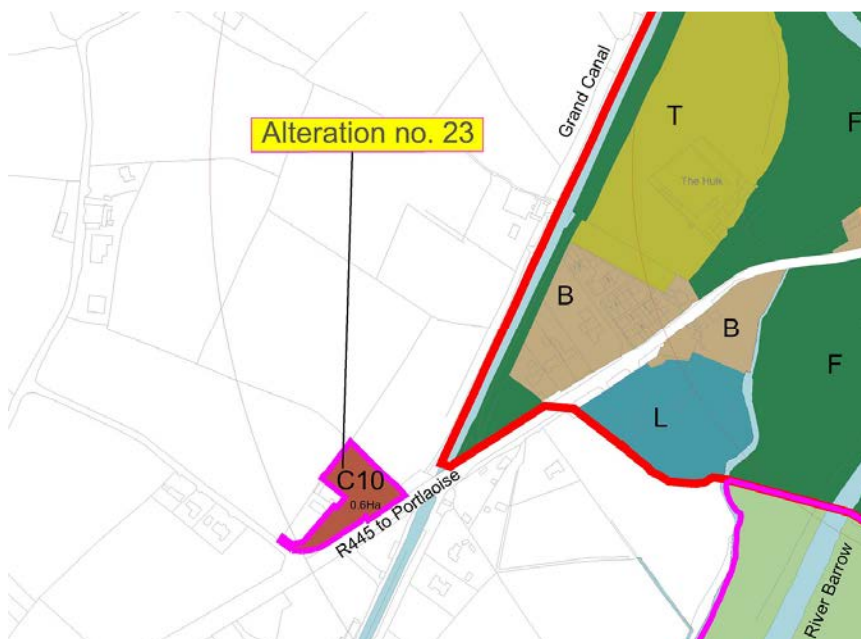 Grand Canal
T
F
Alteration no. 23
The Hulk
B
B
F
L
C10
0.6Ha
R445 to Portlaoise
River Barrow